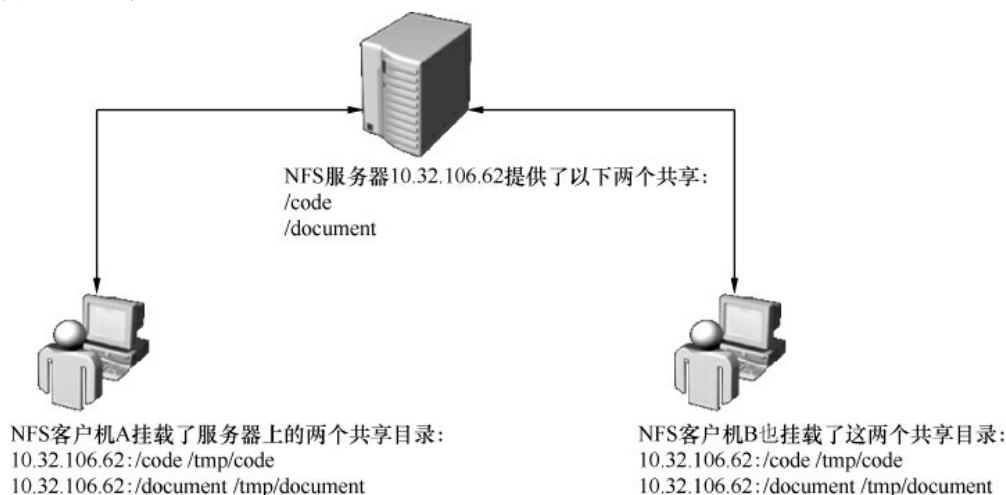 NFS服务器10.32.106.62提供了以下两个共享：
/code
/document
NFS客户机A挂载了服务器上的两个共享目录：
10.32.106.62:/code /tmp/code
10.32.106.62:/document /tmp/document
NFS客户机B也挂载了这两个共享目录：
10.32.106.62:/code /tmp/code
10.32.106.62:/document /tmp/document